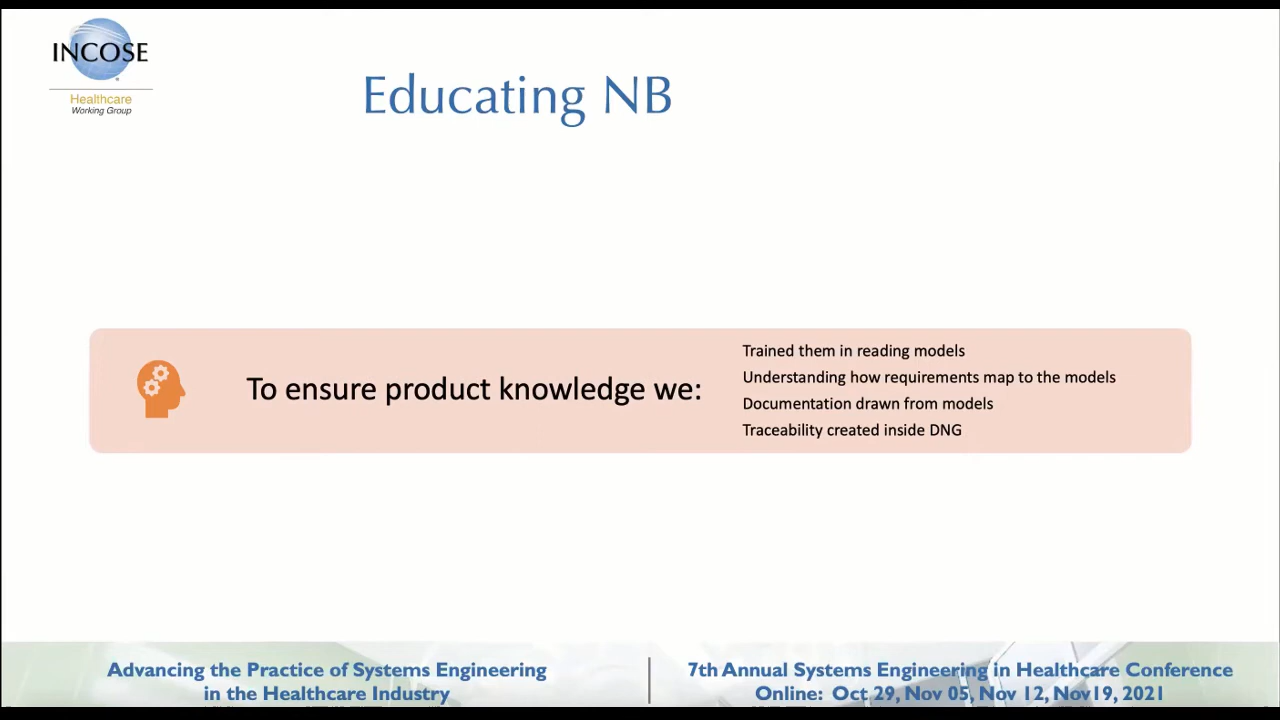 INCOSE
Healthcare
Working Group
Educating NB
To ensure product knowledge we:
Trained them in reading models
Understanding how requirements map to the models
Documentation drawn from models
Traceability created inside DNG
Advancing the Practice of Systems Engineering
in the Healthcare Industry
7th Annual Systems Engineering in Healthcare Conference
Online: Oct 29, Nov 05, Nov 12, Nov19, 2021